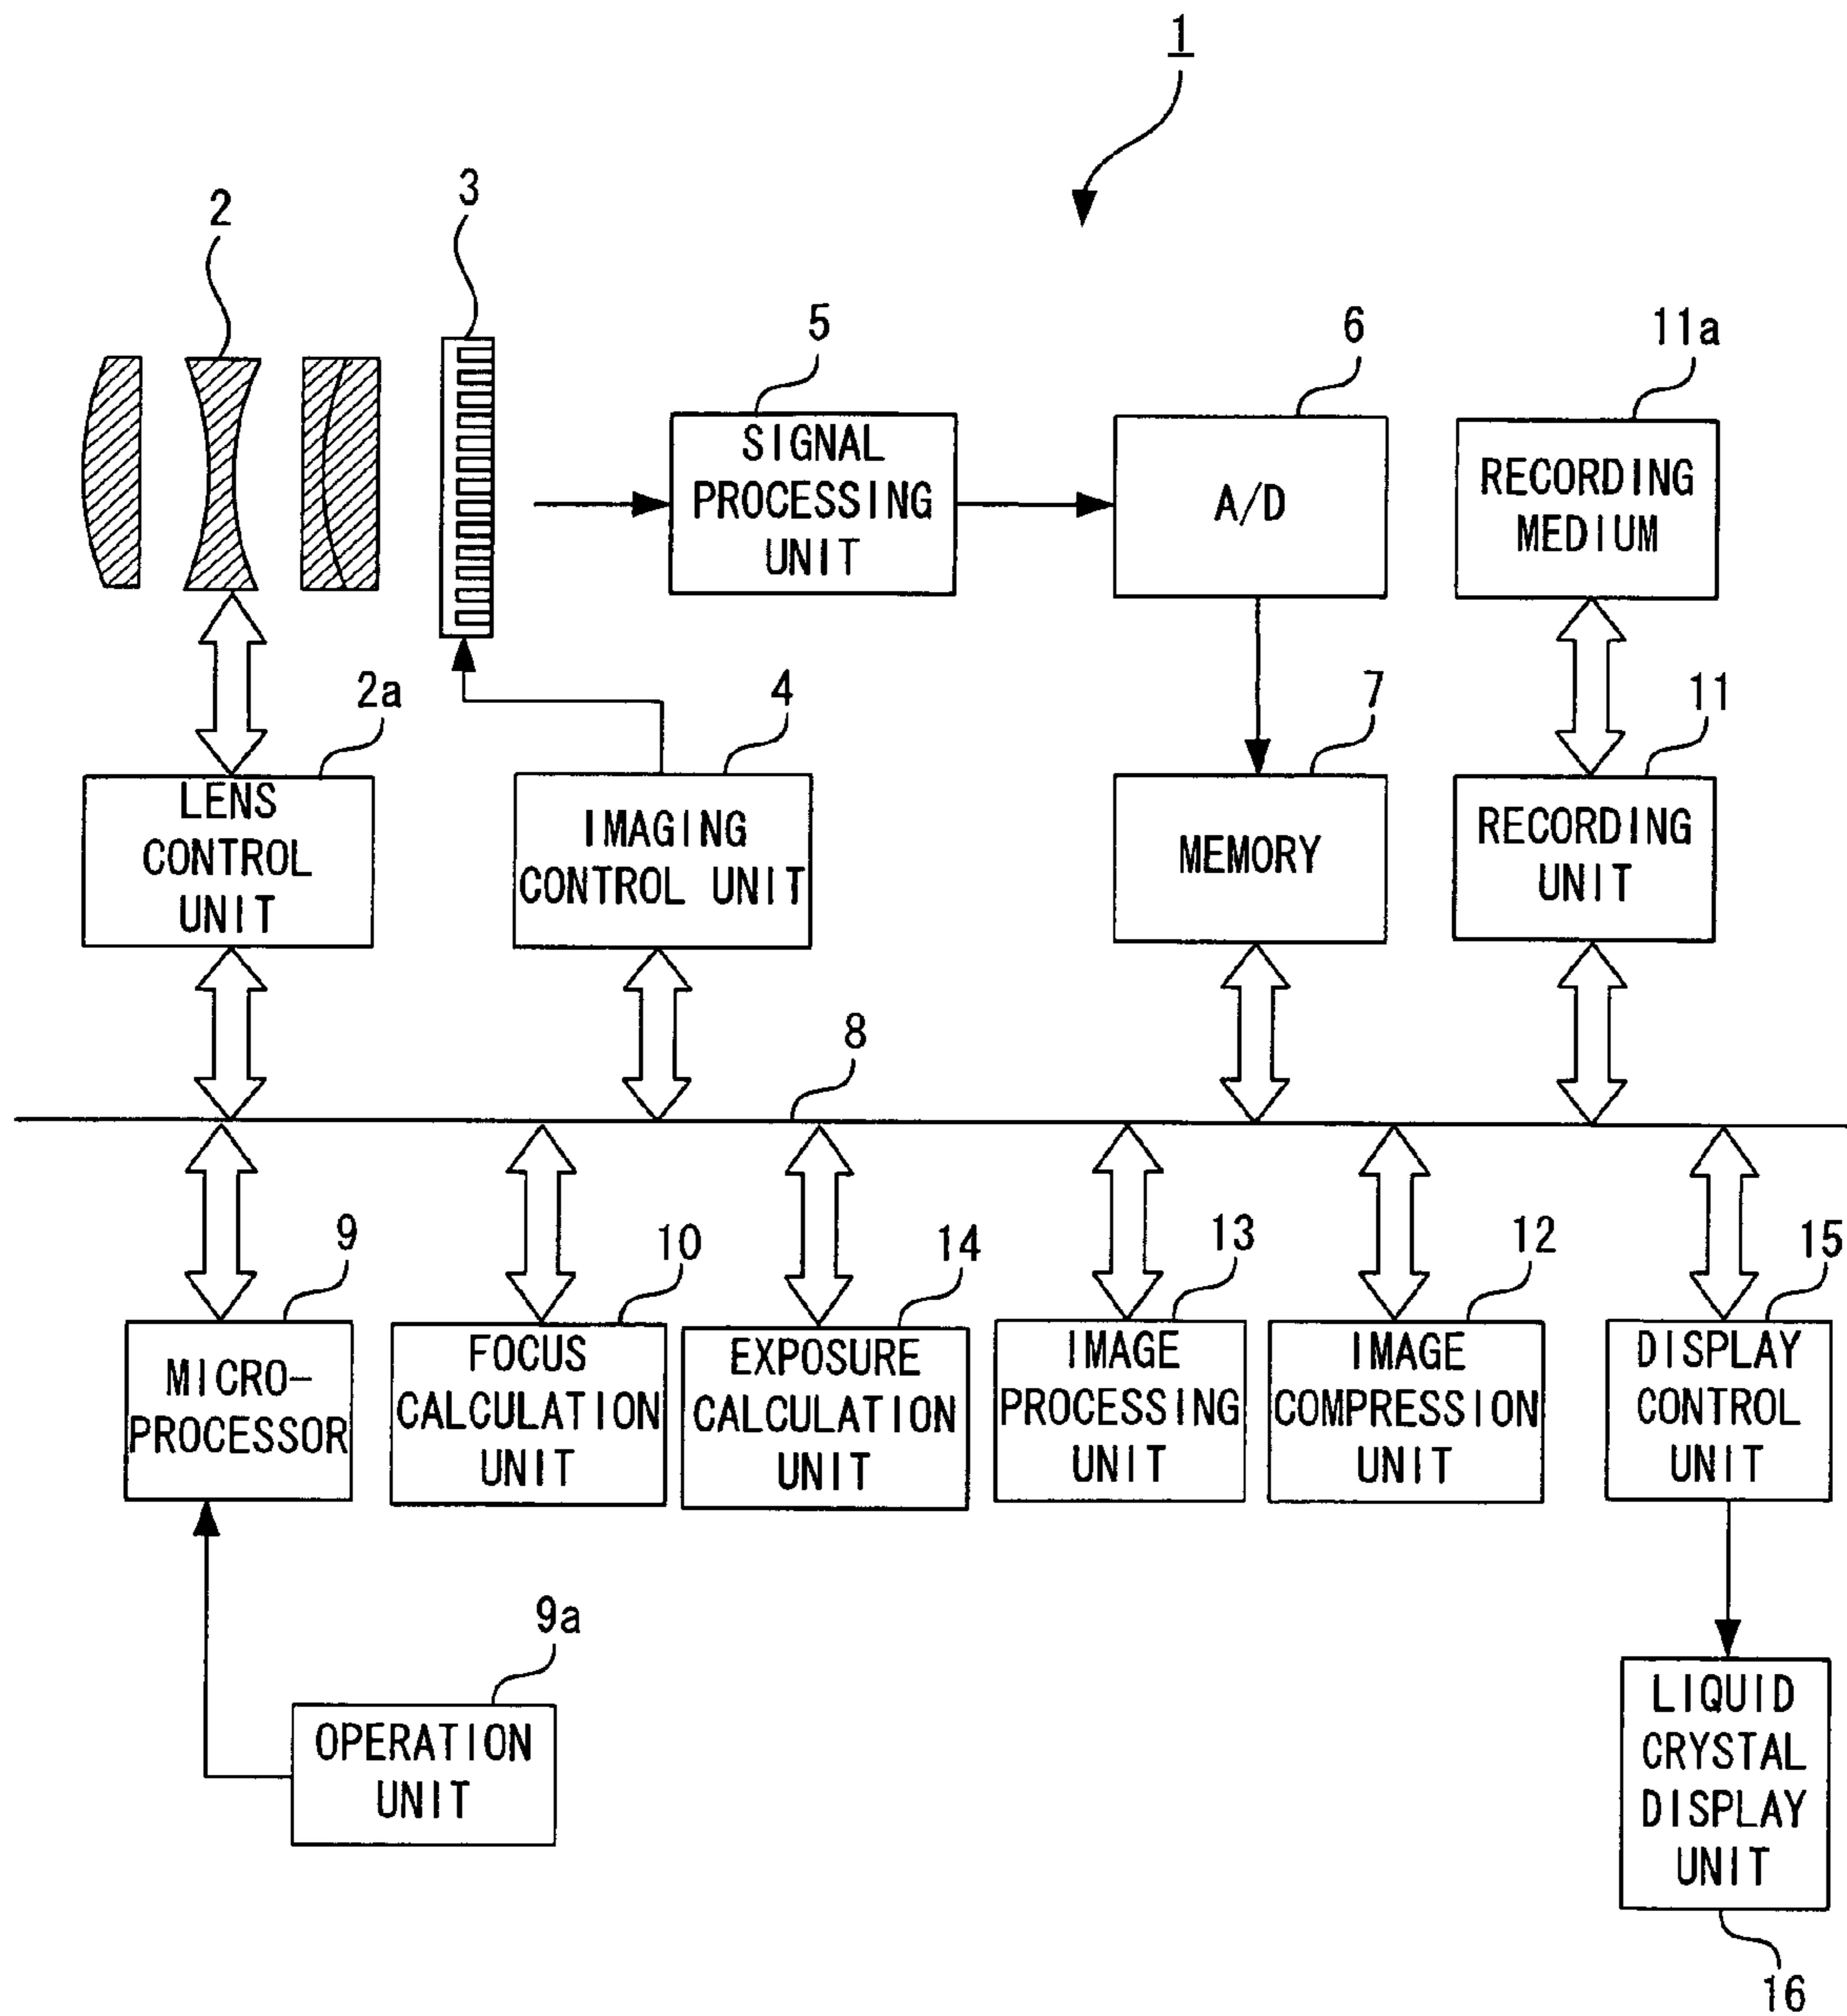 1
2
3
5
6
11a
SIGNAL
PROCESSING
UNIT
A/D
RECORDING
MEDIUM
2a
4
7
11
LENS
CONTROL
UNIT
IMAGING
CONTROL UNIT
MEMORY
RECORDING
UNIT
8
9
10
14
13
12
15
MICRO-
PROCESSOR
FOCUS
CALCULATION
UNIT
EXPOSURE
CALCULATION
UNIT
IMAGE
PROCESSING
UNIT
IMAGE
COMPRESSION
UNIT
DISPLAY
CONTROL
UNIT
9a
OPERATION
UNIT
LIQUID
CRYSTAL
DISPLAY
UNIT
16